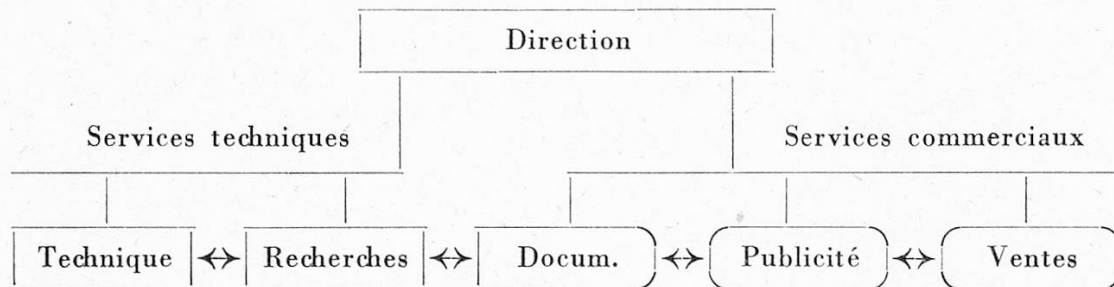 Direction
Services techniques
Services commerciaux
Technique ↔ Recherches ↔ Docum. ↔ Publicité ↔ Ventes